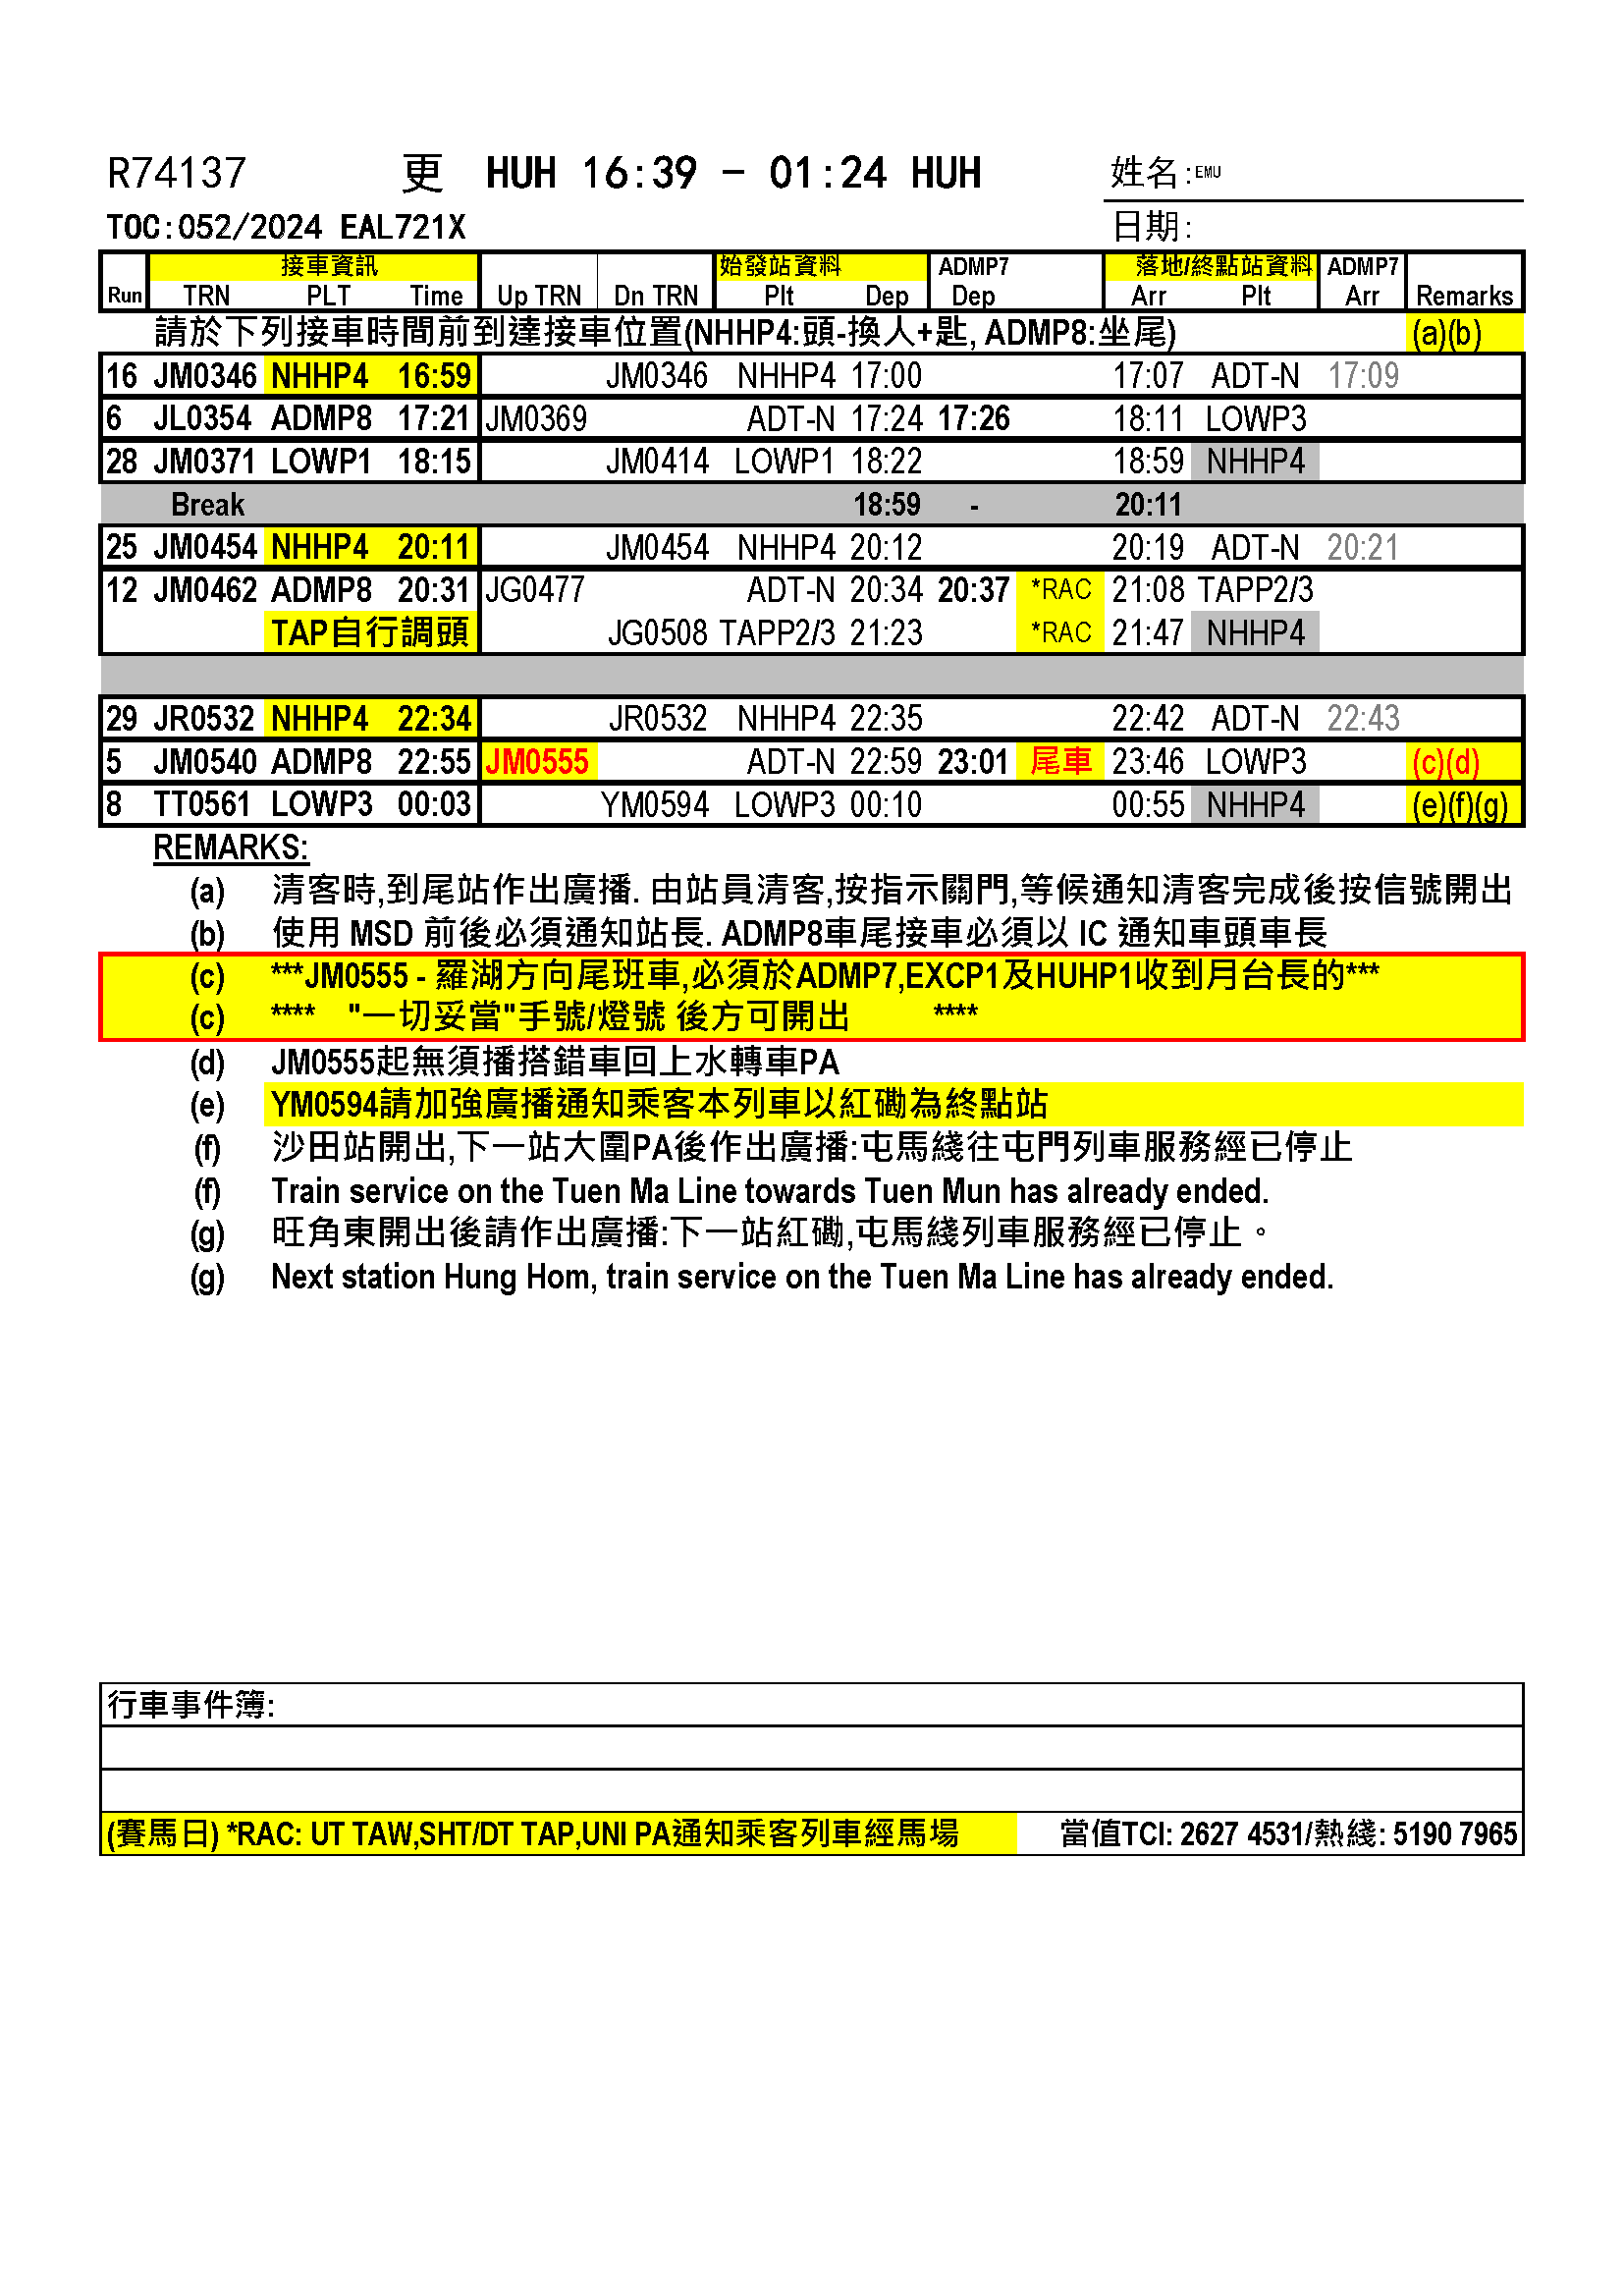 R74137 更 HUH 16:39 - 01:24 HUH 姓名:EMU
TOC:052/2024 EAL721X 日期:
接車資訊 始發站資料 ADMP7 落地/終點站資料 ADMP7
Run TRN PLT Time Up TRN Dn TRN Plt Dep Dep Arr Plt Arr Remarks
請於下列接車時間前到達接車位置(NHHP4:頭-換人+匙, ADMP8:坐尾) (a)(b)
16 JM0346 NHHP4 16:59 JM0346 NHHP4 17:00 17:07 ADT-N 17:09
6 JL0354 ADMP8 17:21 JM0369 ADT-N 17:24 17:26 18:11 LOWP3
28 JM0371 LOWP1 18:15 JM0414 LOWP1 18:22 18:59 NHHP4
Break 18:59 - 20:11
25 JM0454 NHHP4 20:11 JM0454 NHHP4 20:12 20:19 ADT-N 20:21
12 JM0462 ADMP8 20:31 JG0477 ADT-N 20:34 20:37 *RAC 21:08 TAPP2/3
TAP自行調頭 JG0508 TAPP2/3 21:23 *RAC 21:47 NHHP4
29 JR0532 NHHP4 22:34 JR0532 NHHP4 22:35 22:42 ADT-N 22:43
5 JM0540 ADMP8 22:55 JM0555 ADT-N 22:59 23:01 尾車 23:46 LOWP3 (c)(d)
8 TT0561 LOWP3 00:03 YM0594 LOWP3 00:10 00:55 NHHP4 (e)(f)(g)
REMARKS:
(a) 清客時,到尾站作出廣播. 由站員清客,按指示關門,等候通知清客完成後按信號開出
(b) 使用 MSD 前後必須通知站長. ADMP8車尾接車必須以 IC 通知車頭車長
(c) ***JM0555 - 羅湖方向尾班車,必須於ADMP7,EXCP1及HUHP1收到月台長的***
(c) **** "一切妥當"手號/燈號 後方可開出 ****
(d) JM0555起無須播搭錯車回上水轉車PA
(e) YM0594請加強廣播通知乘客本列車以紅磡為終點站
(f) 沙田站開出,下一站大圍PA後作出廣播:屯馬綫往屯門列車服務經已停止
(f) Train service on the Tuen Ma Line towards Tuen Mun has already ended.
(g) 旺角東開出後請作出廣播:下一站紅磡,屯馬綫列車服務經已停止。
(g) Next station Hung Hom, train service on the Tuen Ma Line has already ended.
行車事件簿:
(賽馬日) *RAC: UT TAW,SHT/DT TAP,UNI PA通知乘客列車經馬場 當值TCI: 2627 4531/熱綫: 5190 7965